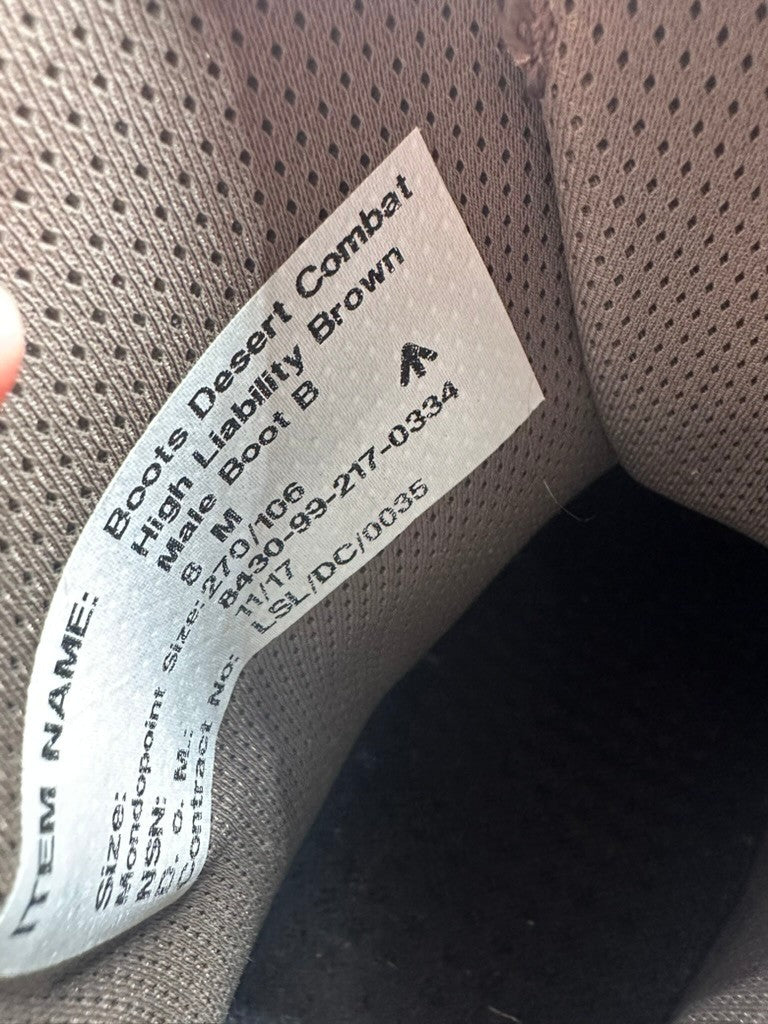 ITEM NAME: Boots Desert Combat
High Liability Brown
Male Boot B
Size: 8 M
Mondopoint Size: 270/106
NSN: 8430-99-217-0334
D. O. M.: 11/17
Contract No: LSL/DC/0035